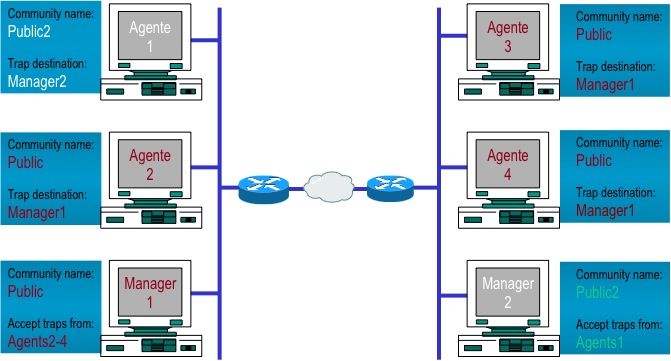 Community name:
Public2
Trap destination:
Manager2
Agente
1
Agente
3
Community name:
Public
Trap destination:
Manager1
Community name:
Public
Trap destination:
Manager1
Agente
2
Agente
4
Community name:
Public
Trap destination:
Manager1
Community name:
Public
Accept traps from:
Agents2-4
Manager
1
Manager
2
Community name:
Public2
Accept traps from:
Agents1